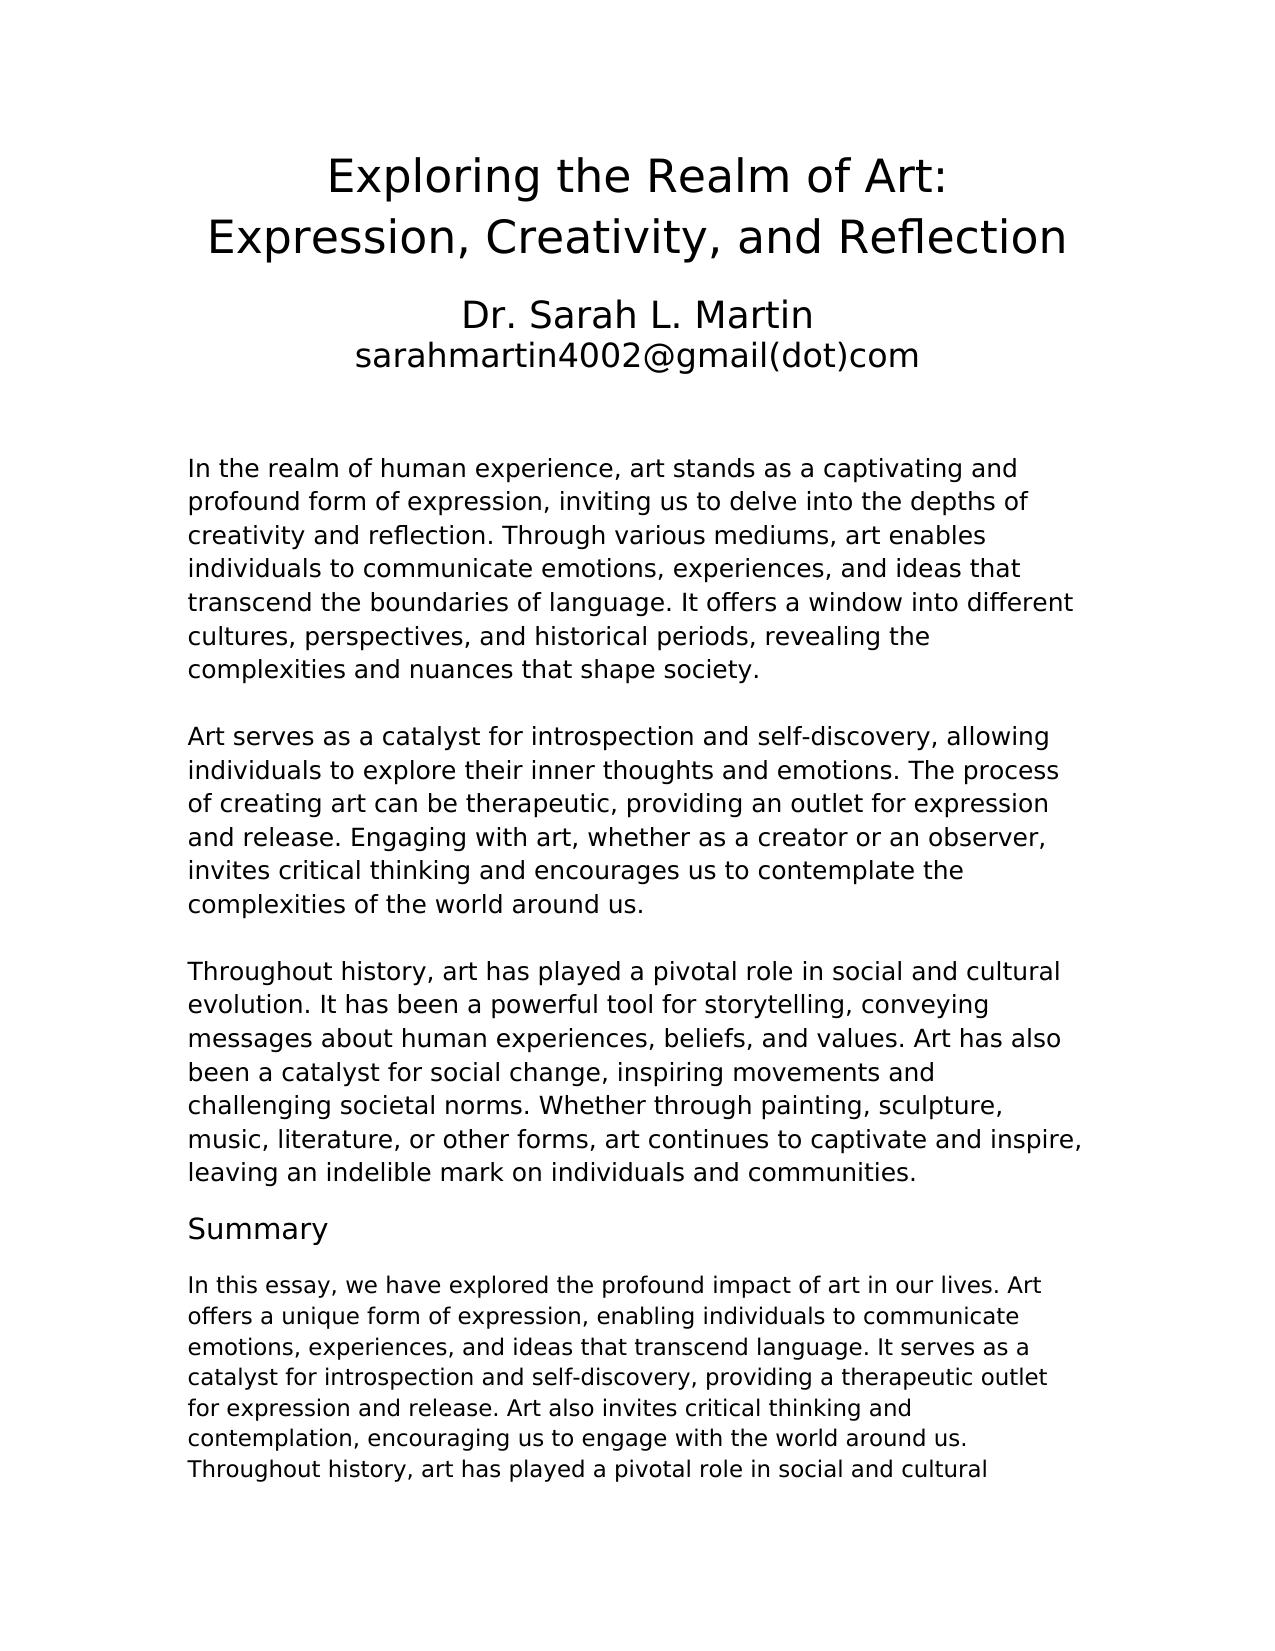 Exploring the Realm of Art:
Expression, Creativity, and Reflection
Dr. Sarah L. Martin
sarahmartin4002@gmail(dot)com
In the realm of human experience, art stands as a captivating and
profound form of expression, inviting us to delve into the depths of
creativity and reflection. Through various mediums, art enables
individuals to communicate emotions, experiences, and ideas that
transcend the boundaries of language. It offers a window into different
cultures, perspectives, and historical periods, revealing the
complexities and nuances that shape society.
Art serves as a catalyst for introspection and self-discovery, allowing
individuals to explore their inner thoughts and emotions. The process
of creating art can be therapeutic, providing an outlet for expression
and release. Engaging with art, whether as a creator or an observer,
invites critical thinking and encourages us to contemplate the
complexities of the world around us.
Throughout history, art has played a pivotal role in social and cultural
evolution. It has been a powerful tool for storytelling, conveying
messages about human experiences, beliefs, and values. Art has also
been a catalyst for social change, inspiring movements and
challenging societal norms. Whether through painting, sculpture,
music, literature, or other forms, art continues to captivate and inspire,
leaving an indelible mark on individuals and communities.
Summary
In this essay, we have explored the profound impact of art in our lives. Art
offers a unique form of expression, enabling individuals to communicate
emotions, experiences, and ideas that transcend language. It serves as a
catalyst for introspection and self-discovery, providing a therapeutic outlet
for expression and release. Art also invites critical thinking and
contemplation, encouraging us to engage with the world around us.
Throughout history, art has played a pivotal role in social and cultural